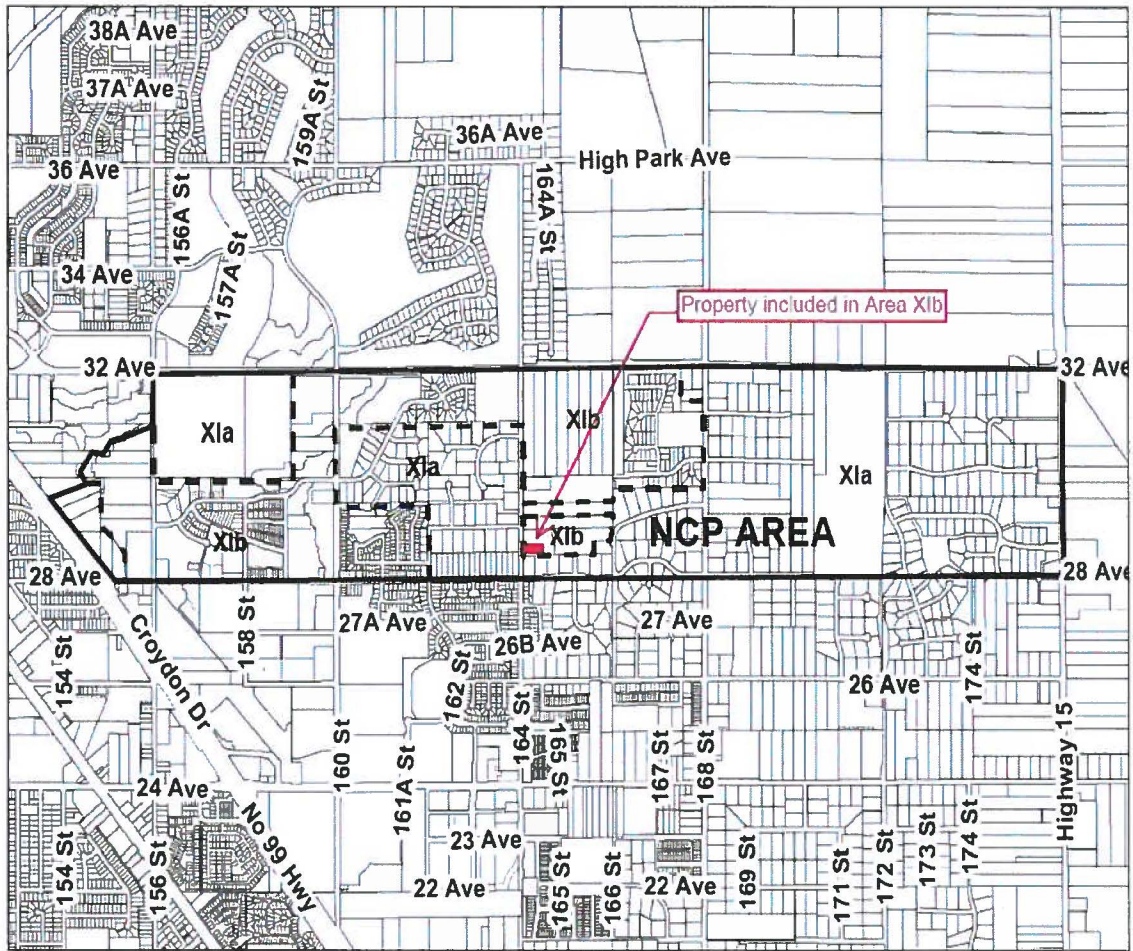 38A Ave
37A Ave
159A St
36A Ave
High Park Ave
36 Ave
156A St
164A St
157A St
34 Ave
Property included in Area XIb
32 Ave
32 Ave
XIa
XIb
XIa
XIa
XIb
XIb
NCP AREA
28 Ave
28 Ave
27A Ave
26B Ave
27 Ave
158 St
154 St
Croydon Dr
162 St
26 Ave
174 St
164 St
165 St
160 St
161A St
167 St
168 St
Highway 15
24 Ave
No 99 Hwy
23 Ave
22 Ave
22 Ave
154 St
156 St
165 St
166 St
169 St
171 St
172 St
173 St
174 St